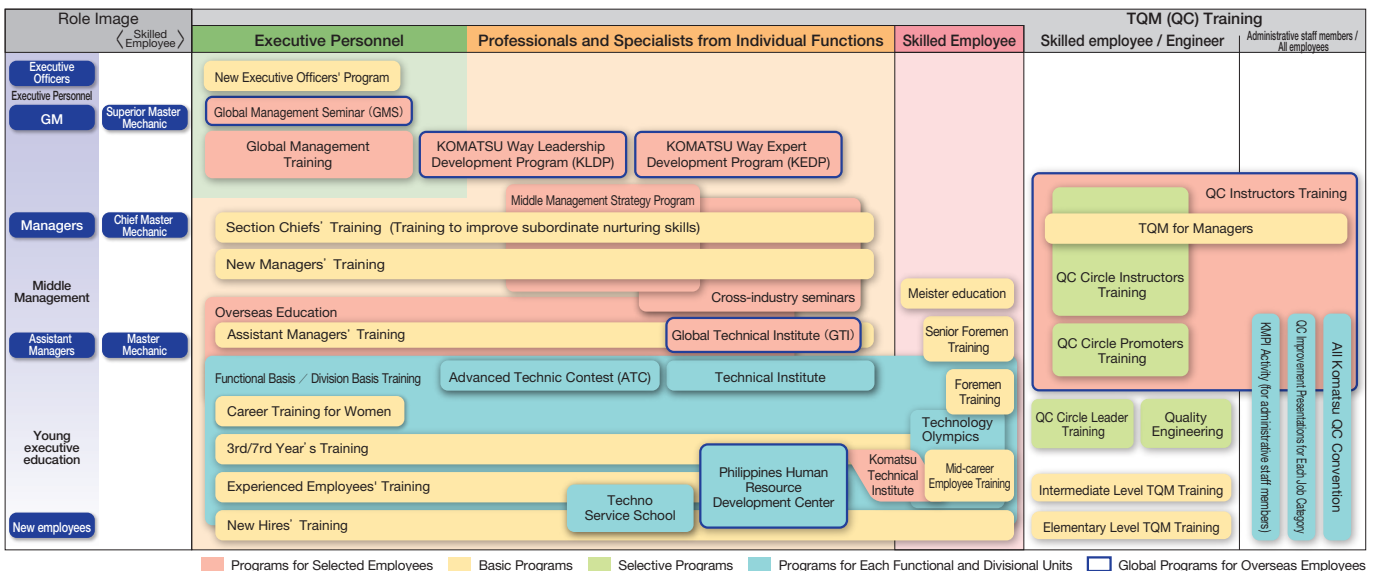 Role Image
〈Skilled
Employee〉
Executive Personnel
Professionals and Specialists from Individual Functions
Skilled Employee
TQM (QC) Training
Skilled employee / Engineer
Administrative staff members /
All employees
Executive
Officers
Executive Personnel
GM
Superior Master
Mechanic
Managers
Chief Master
Mechanic
Middle
Management
Assistant
Managers
Master
Mechanic
Young
executive
education
New employees
New Executive Officers' Program
Global Management Seminar (GMS)
Global Management
Training
KOMATSU Way Leadership
Development Program (KLDP)
KOMATSU Way Expert
Development Program (KEDP)
Middle Management Strategy Program
Section Chiefs' Training (Training to improve subordinate nurturing skills)
New Managers' Training
Cross-industry seminars
Overseas Education
Assistant Managers' Training
Global Technical Institute (GTI)
Functional Basis / Division Basis Training
Advanced Technic Contest (ATC)
Technical Institute
Career Training for Women
3rd/7rd Year's Training
Experienced Employees' Training
Techno
Service School
Philippines Human
Resource
Development Center
Komatsu
Technical
Institute
New Hires' Training
Meister education
Senior Foremen
Training
Foremen
Training
Technology
Olympics
Mid-career
Employee Training
QC Instructors Training
TQM for Managers
QC Circle Instructors
Training
QC Circle Promoters
Training
QC Circle Leader
Training
Quality
Engineering
Intermediate Level TQM Training
Elementary Level TQM Training
KMPI Activity (for administrative staff
members)
QC Improvement Presentations for Each Job Category
All Komatsu QC Convention
Programs for Selected Employees
Basic Programs
Selective Programs
Programs for Each Functional and Divisional Units
Global Programs for Overseas Employees